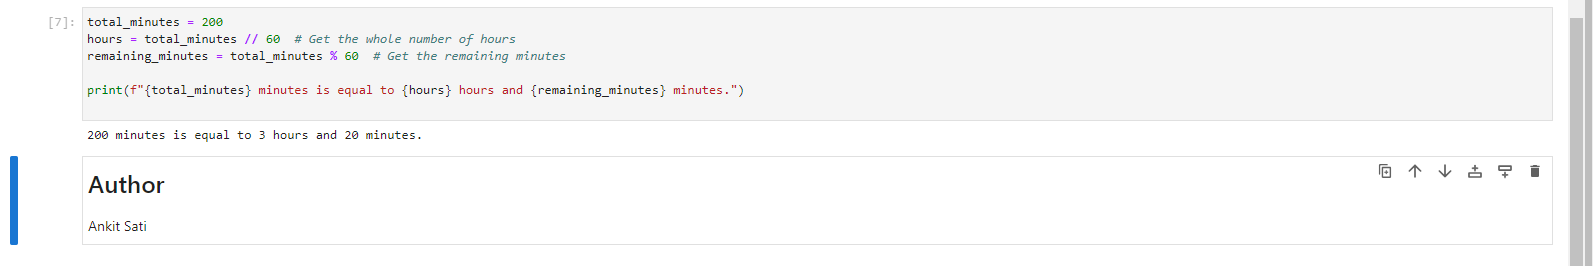 [7]: total_minutes = 200
hours = total_minutes // 60  # Get the whole number of hours
remaining_minutes = total_minutes % 60  # Get the remaining minutes
print(f"{total_minutes} minutes is equal to {hours} hours and {remaining_minutes} minutes.")
200 minutes is equal to 3 hours and 20 minutes.
Author
Ankit Sati